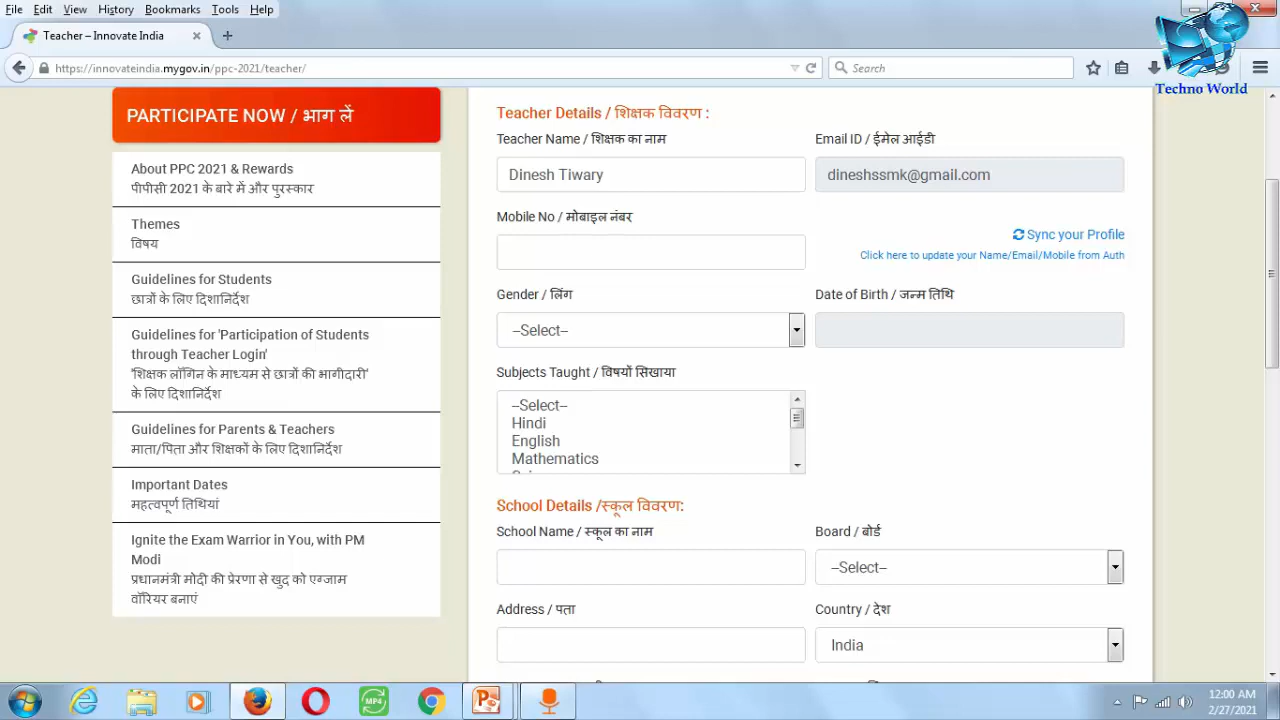 File Edit View History Bookmarks Tools Help
Teacher – Innovate India
https://innovateindia.mygov.in/ppc-2021/teacher/
Search
Techno World
PARTICIPATE NOW / भाग लें
About PPC 2021 & Rewards
पीपीसी 2021 के बारे में और पुरस्कार
Themes
विषय
Guidelines for Students
छात्रों के लिए दिशानिर्देश
Guidelines for 'Participation of Students
through Teacher Login'
'शिक्षक लॉगिन के माध्यम से छात्रों की भागीदारी'
के लिए दिशानिर्देश
Guidelines for Parents & Teachers
माता/पिता और शिक्षकों के लिए दिशानिर्देश
Important Dates
महत्वपूर्ण तिथियां
Ignite the Exam Warrior in You, with PM
Modi
प्रधानमंत्री मोदी की प्रेरणा से खुद को एग्जाम
वॉरियर बनाएं
Teacher Details / शिक्षक विवरण :
Teacher Name / शिक्षक का नाम
Email ID / ईमेल आईडी
Dinesh Tiwary
dineshssmk@gmail.com
Mobile No / मोबाइल नंबर
Sync your Profile
Click here to update your Name/Email/Mobile from Auth
Gender / लिंग
Date of Birth / जन्म तिथि
--Select--
Subjects Taught / विषयों सिखाया
--Select--
Hindi
English
Mathematics
School Details /स्कूल विवरण:
School Name / स्कूल का नाम
Board / बोर्ड
--Select--
Address / पता
Country / देश
India
MP4
12:00 AM
2/27/2021